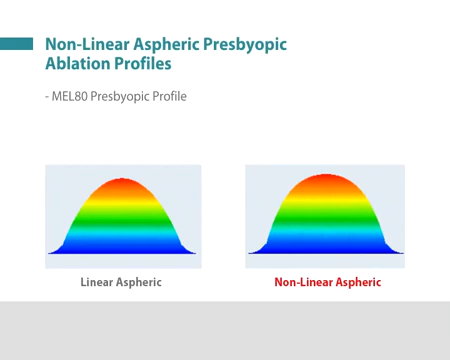 Non-Linear Aspheric Presbyopic
Ablation Profiles
- MEL80 Presbyopic Profile
Linear Aspheric
Non-Linear Aspheric